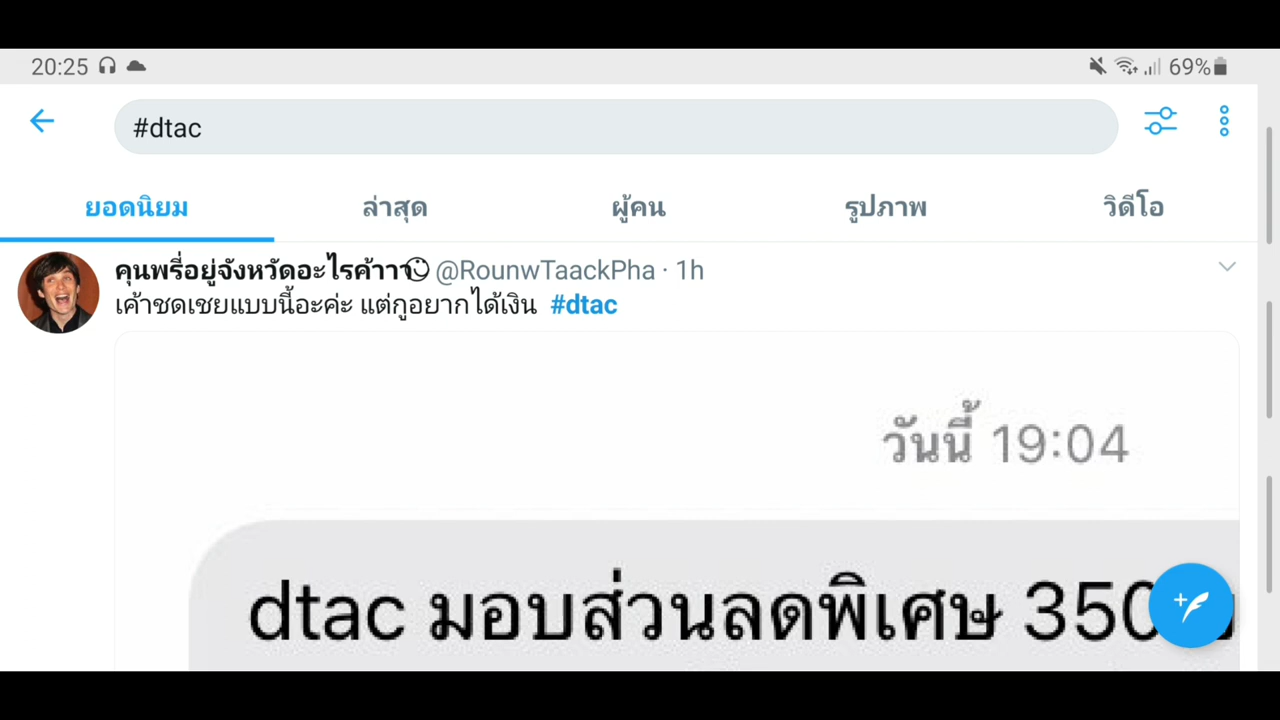 20:25 69%
#dtac
ยอดนิยม ล่าสุด ผู้คน รูปภาพ วิดีโอ
คุนพรี่อยู่จังหวัดอะไรค้าาา @RounwTaackPha · 1h
เค้าชดเชยแบบนี้อะค่ะ แต่กูอยากได้เงิน #dtac
วันนี้ 19:04
dtac มอบส่วนลดพิเศษ 350